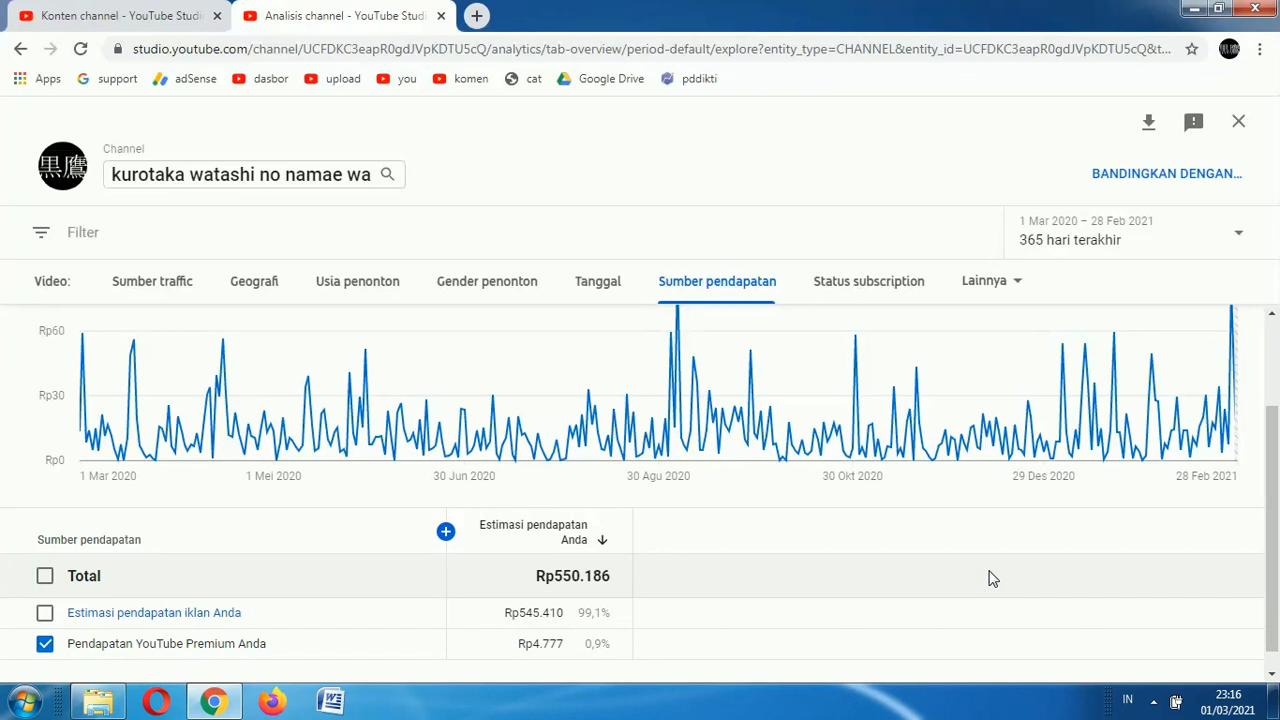 Konten channel - YouTube Studi
Analisis channel - YouTube Studi
studio.youtube.com/channel/UCFDKC3eapR0gdJVpKDTU5cQ/analytics/tab-overview/period-default/explore?entity_type=CHANNEL&entity_id=UCFDKC3eapR0gdJVpKDTU5cQ&t...
Apps support adSense dasbor upload you komen cat Google Drive pddikti
黒鷹
Channel
kurotaka watashi no namae wa
BANDINGKAN DENGAN...
Filter
1 Mar 2020 – 28 Feb 2021
365 hari terakhir
Video: Sumber traffic Geografi Usia penonton Gender penonton Tanggal Sumber pendapatan Status subscription Lainnya
Rp60
Rp30
Rp0
1 Mar 2020 1 Mei 2020 30 Jun 2020 30 Agu 2020 30 Okt 2020 29 Des 2020 28 Feb 2021
Sumber pendapatan
Estimasi pendapatan
Anda
Total Rp550.186
Estimasi pendapatan iklan Anda Rp545.410 99,1%
Pendapatan YouTube Premium Anda Rp4.777 0,9%
IN
23:16
01/03/2021